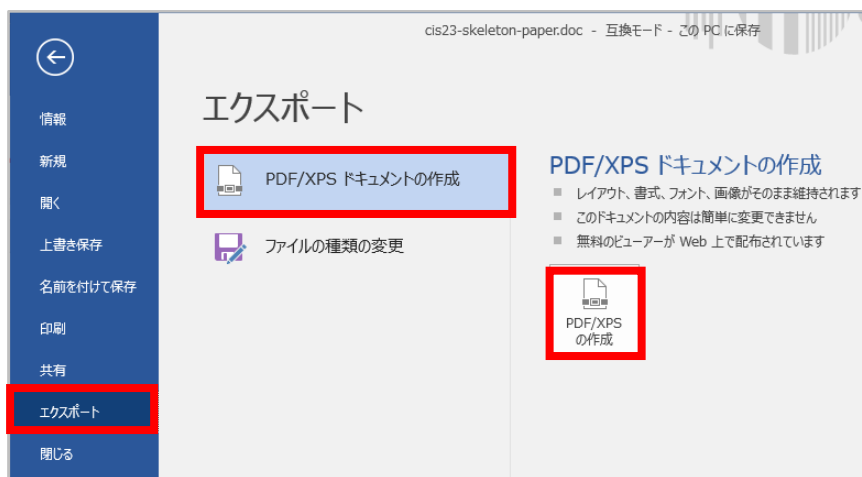 cis23-skeleton-paper.doc - 互換モード - この PC に保存
情報
新規
開く
上書き保存
名前を付けて保存
印刷
共有
エクスポート
閉じる
エクスポート
PDF/XPS ドキュメントの作成
ファイルの種類の変更
PDF/XPS ドキュメントの作成
レイアウト、書式、フォント、画像がそのまま維持されます
このドキュメントの内容は簡単に変更できません
無料のビューアーが Web 上で配布されています
PDF/XPS
の作成